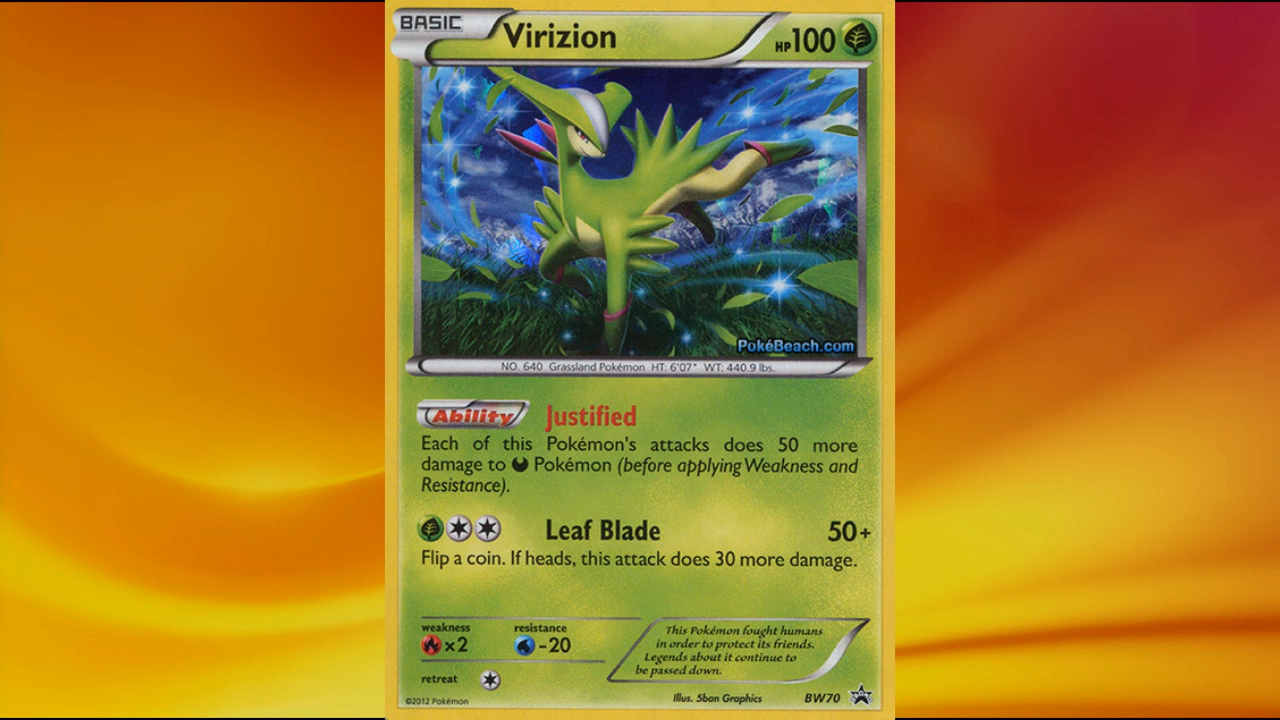 BASIC Virizion HP100
PokéBeach.com
NO. 640 Grassland Pokémon HT: 6'07" WT: 440.9 lbs.
Ability Justified
Each of this Pokémon's attacks does 50 more
damage to Pokémon (before applying Weakness and
Resistance).
Leaf Blade 50+
Flip a coin. If heads, this attack does 30 more damage.
weakness resistance
×2 -20
retreat
This Pokémon fought humans
in order to protect its friends.
Legends about it continue to
be passed down.
©2012 Pokémon Illus. 5ban Graphics BW70